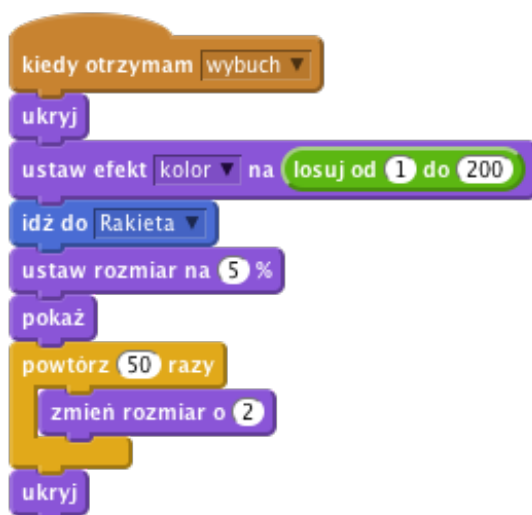 kiedy otrzymam wybuch
ukryj
ustaw efekt kolor na losuj od 1 do 200
idź do Rakieta
ustaw rozmiar na 5 %
pokaż
powtórz 50 razy
zmień rozmiar o 2
ukryj